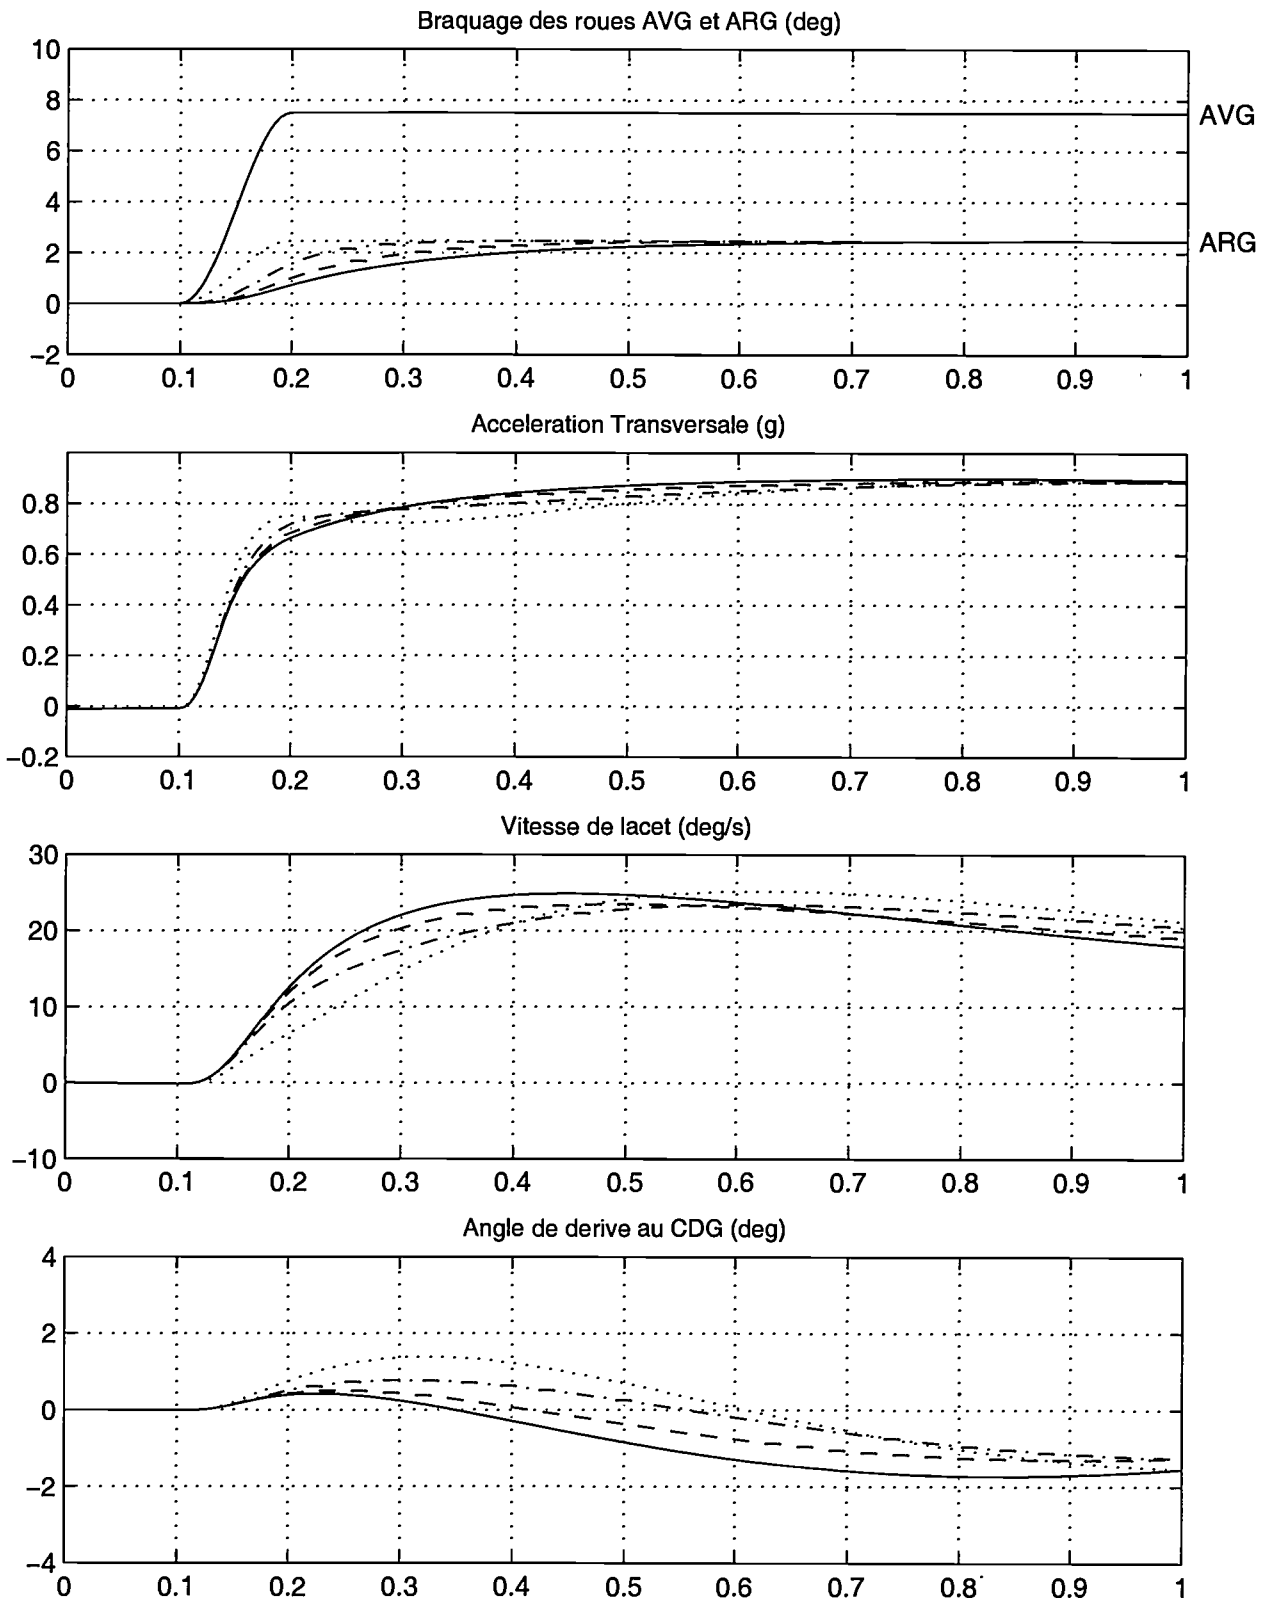 Braquage des roues AVG et ARG (deg)
10
8
6
4
2
0
−2
AVG
ARG
0 0.1 0.2 0.3 0.4 0.5 0.6 0.7 0.8 0.9 1
Acceleration Transversale (g)
0.8
0.6
0.4
0.2
0
−0.2
0 0.1 0.2 0.3 0.4 0.5 0.6 0.7 0.8 0.9 1
Vitesse de lacet (deg/s)
30
20
10
0
−10
0 0.1 0.2 0.3 0.4 0.5 0.6 0.7 0.8 0.9 1
Angle de derive au CDG (deg)
4
2
0
−2
−4
0 0.1 0.2 0.3 0.4 0.5 0.6 0.7 0.8 0.9 1